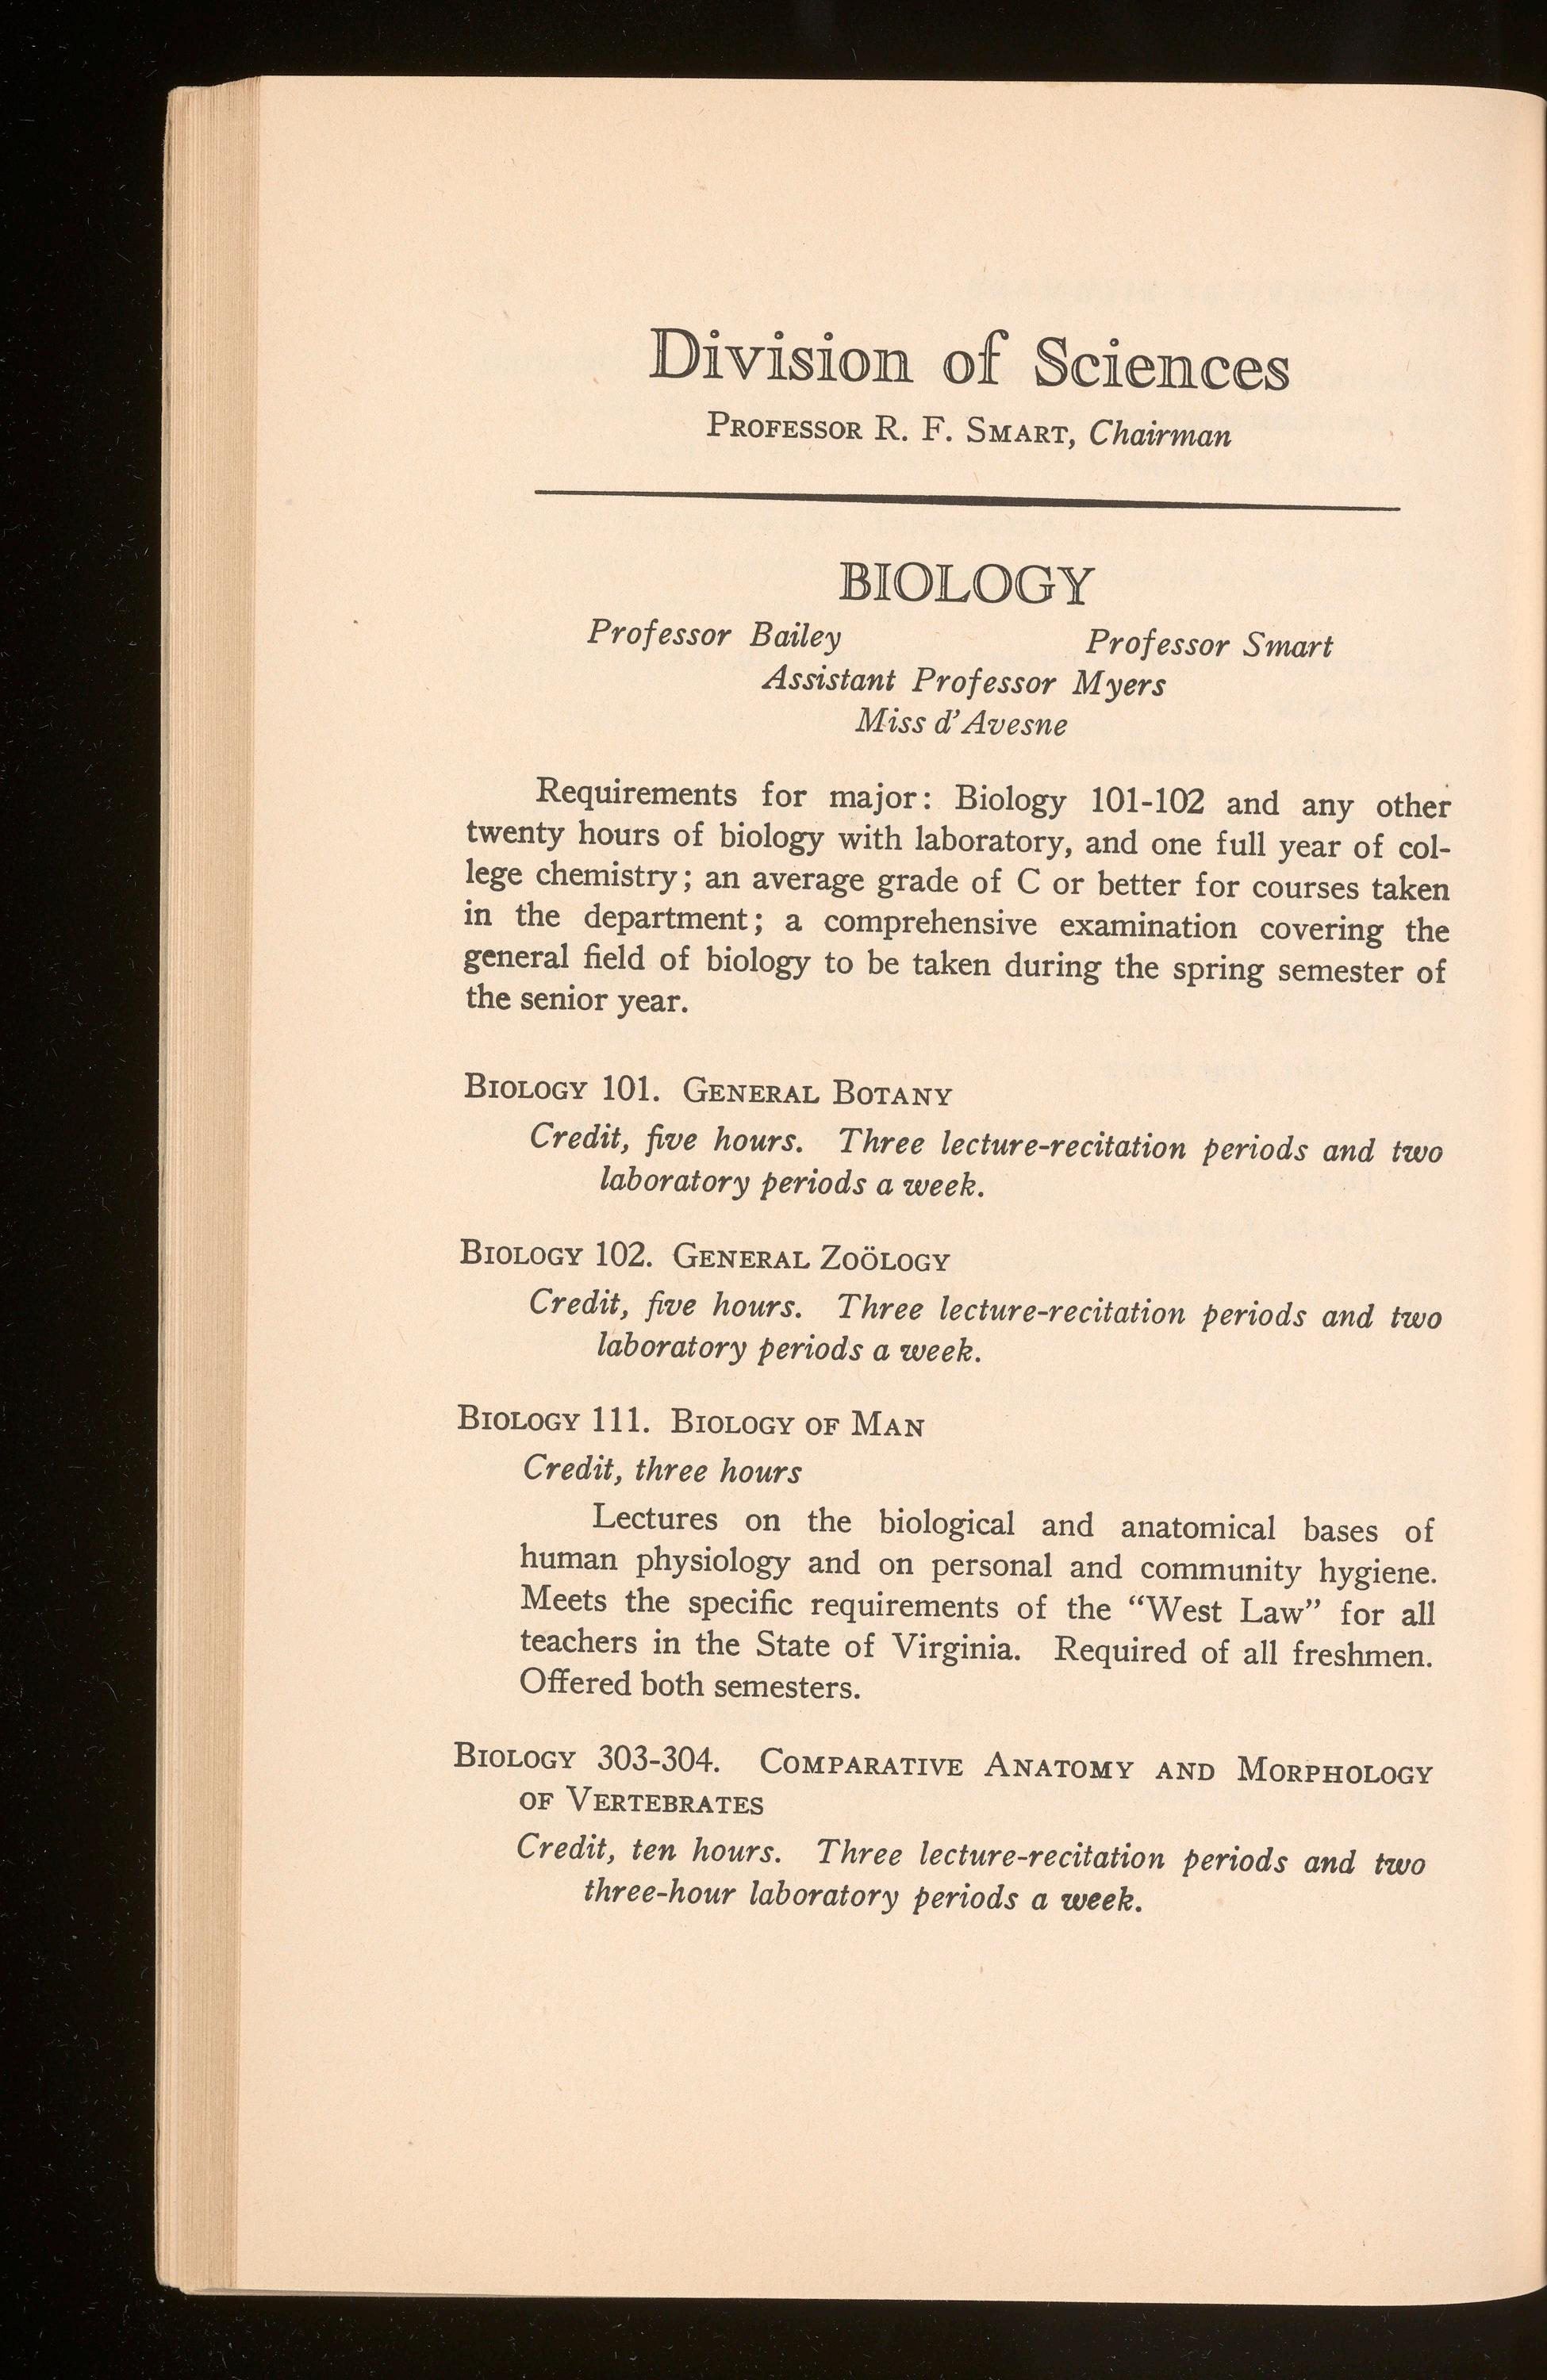 Division of Sciences
PROFESSOR R. F. SMART, Chairman
BIOLOGY
Professor Bailey Professor Smart
Assistant Professor Myers
Miss d'Avesne
Requirements for major: Biology 101-102 and any other
twenty hours of biology with laboratory, and one full year of col-
lege chemistry; an average grade of C or better for courses taken
in the department; a comprehensive examination covering the
general field of biology to be taken during the spring semester of
the senior year.
BIOLOGY 101. GENERAL BOTANY
Credit, five hours. Three lecture-recitation periods and two
laboratory periods a week.
BIOLOGY 102. GENERAL ZOÖLOGY
Credit, five hours. Three lecture-recitation periods and two
laboratory periods a week.
BIOLOGY 111. BIOLOGY OF MAN
Credit, three hours
Lectures on the biological and anatomical bases of
human physiology and on personal and community hygiene.
Meets the specific requirements of the “West Law” for all
teachers in the State of Virginia. Required of all freshmen.
Offered both semesters.
BIOLOGY 303-304. COMPARATIVE ANATOMY AND MORPHOLOGY
OF VERTEBRATES
Credit, ten hours. Three lecture-recitation periods and two
three-hour laboratory periods a week.